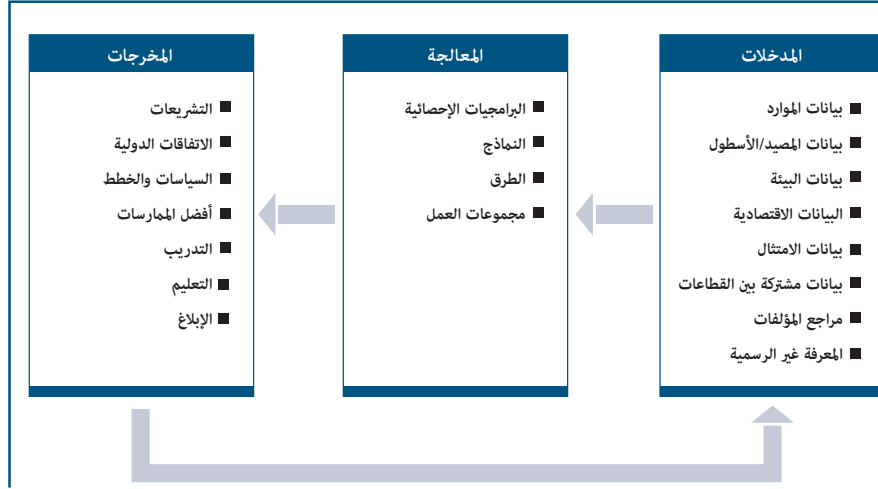 المدخلات
بيانات الموارد
بيانات المصيد/الأسطول
بيانات البيئة
البيانات الاقتصادية
بيانات الامتثال
بيانات مشتركة بين القطاعات
مراجع المؤلفات
المعرفة غير الرسمية
المعالجة
البرامجيات الإحصائية
النماذج
الطرق
مجموعات العمل
المخرجات
التشريعات
الاتفاقات الدولية
السياسات والخطط
أفضل الممارسات
التدريب
التعليم
الإبلاغ